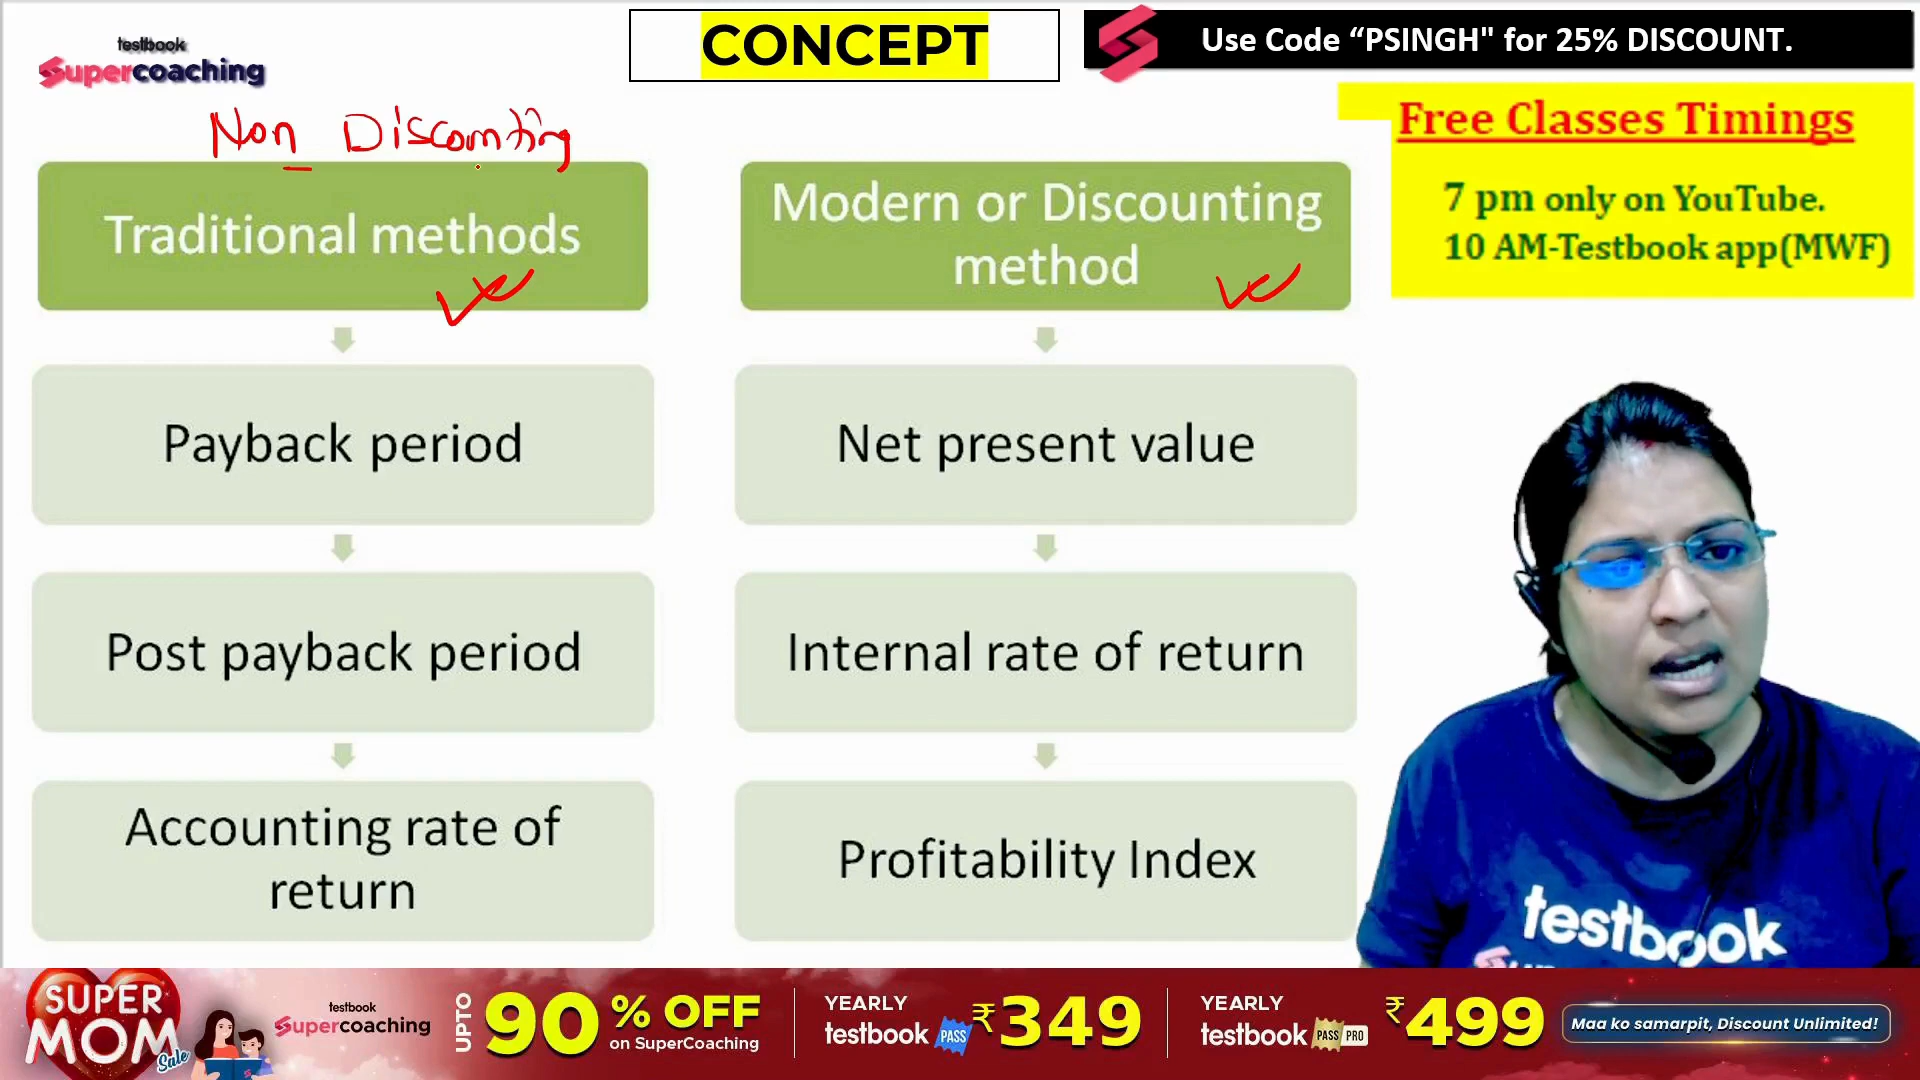 testbook
Supercoaching
CONCEPT
Use Code “PSINGH" for 25% DISCOUNT.
Free Classes Timings
7 pm only on YouTube.
10 AM-Testbook app(MWF)
Non Discounting
Traditional methods
Payback period
Post payback period
Accounting rate of
return
Modern or Discounting
method
Net present value
Internal rate of return
Profitability Index
testbook
SUPER
MOM
Sale
testbook
Supercoaching
UPTO
90% OFF
on SuperCoaching
YEARLY
testbook PASS
₹349
YEARLY
testbook PASS PRO
₹499
Maa ko samarpit, Discount Unlimited!